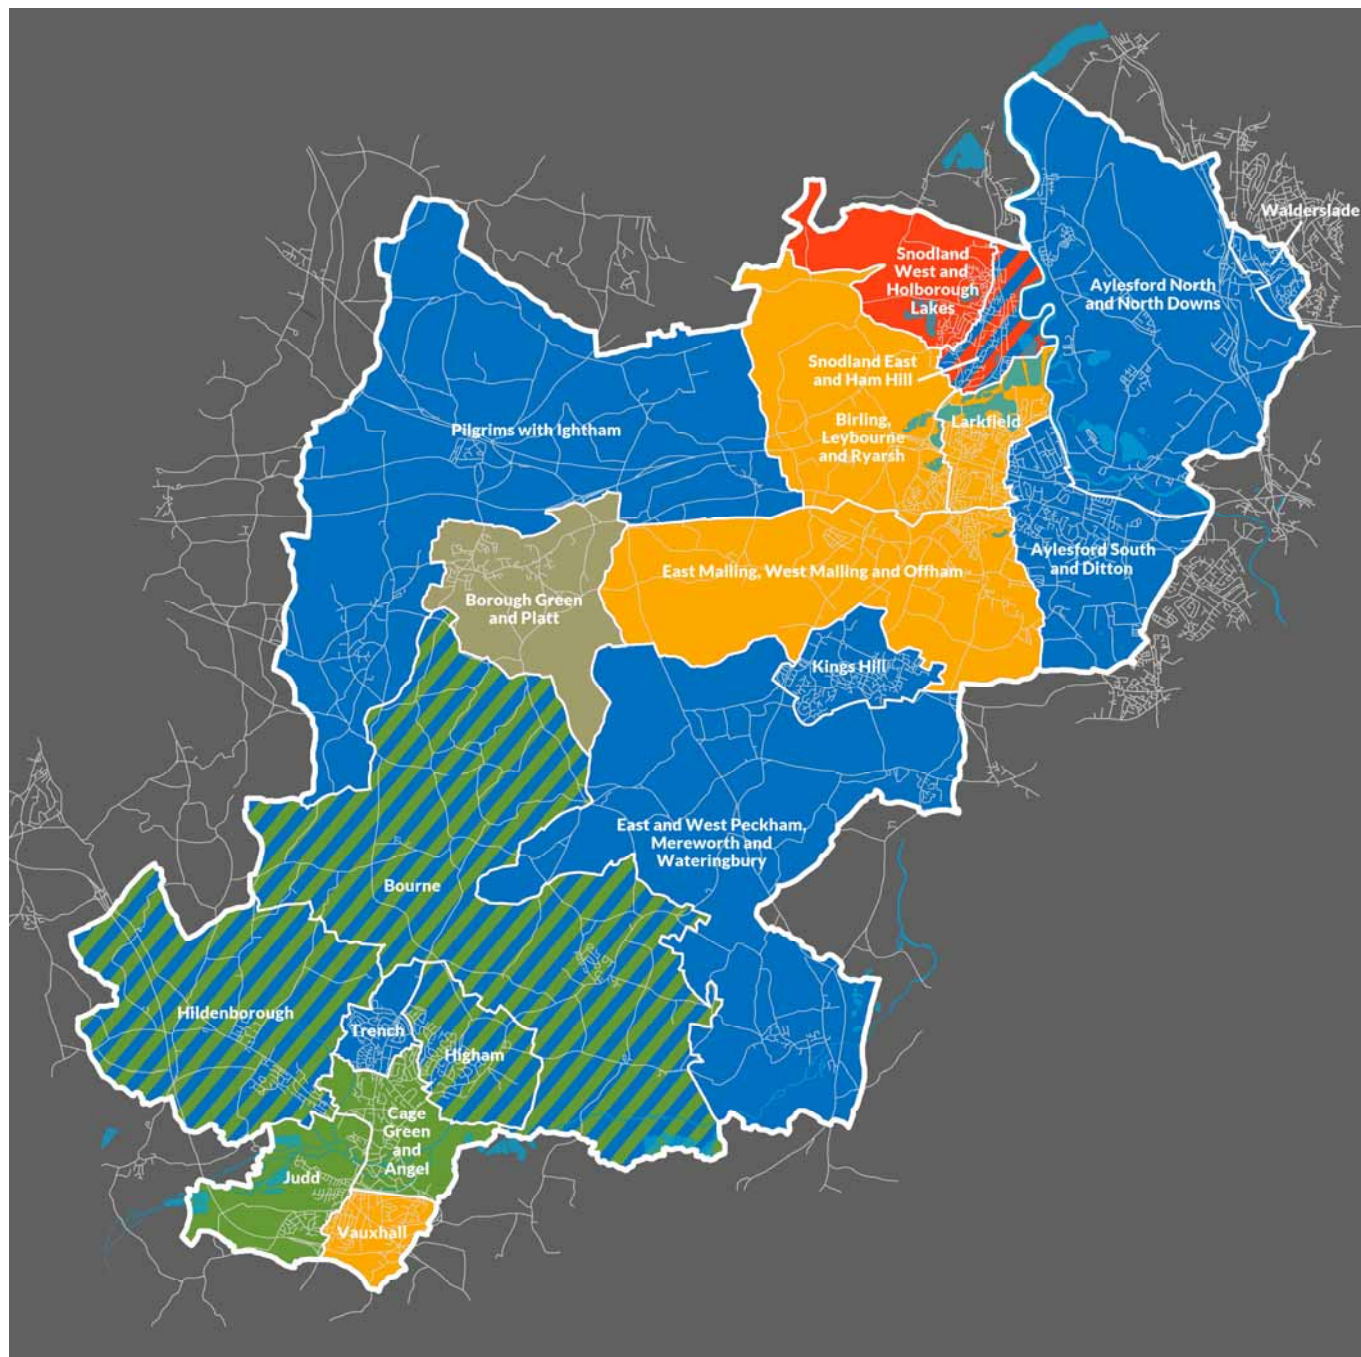 Walderslade
Snodland
West and
Holborough
Lakes
Aylesford North
and North Downs
Snodland East
and Ham Hill
Birling,
Leybourne
and Ryarsh
Larkfield
Pilgrims with Ightham
Aylesford South
and Ditton
East Malling, West Malling and Offham
Borough Green
and Platt
Kings Hill
East and West Peckham,
Mereworth and
Wateringbury
Bourne
Hildenborough
Trench
Higham
Cage
Green
and
Angel
Judd
Vauxhall